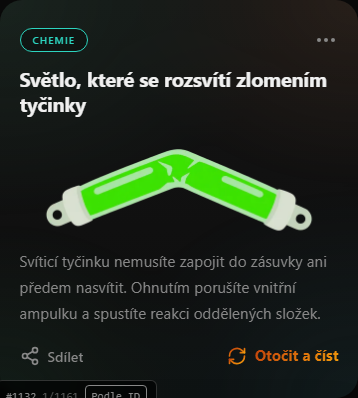 CHEMIE
Světlo, které se rozsvítí zlomením
tyčinky
Svíticí tyčinku nemusíte zapojit do zásuvky ani
předem nasvítit. Ohnutím porušíte vnitřní
ampulku a spustíte reakci oddělených složek.
Sdílet
Otočit a číst
#1132 1/1161 Podle ID